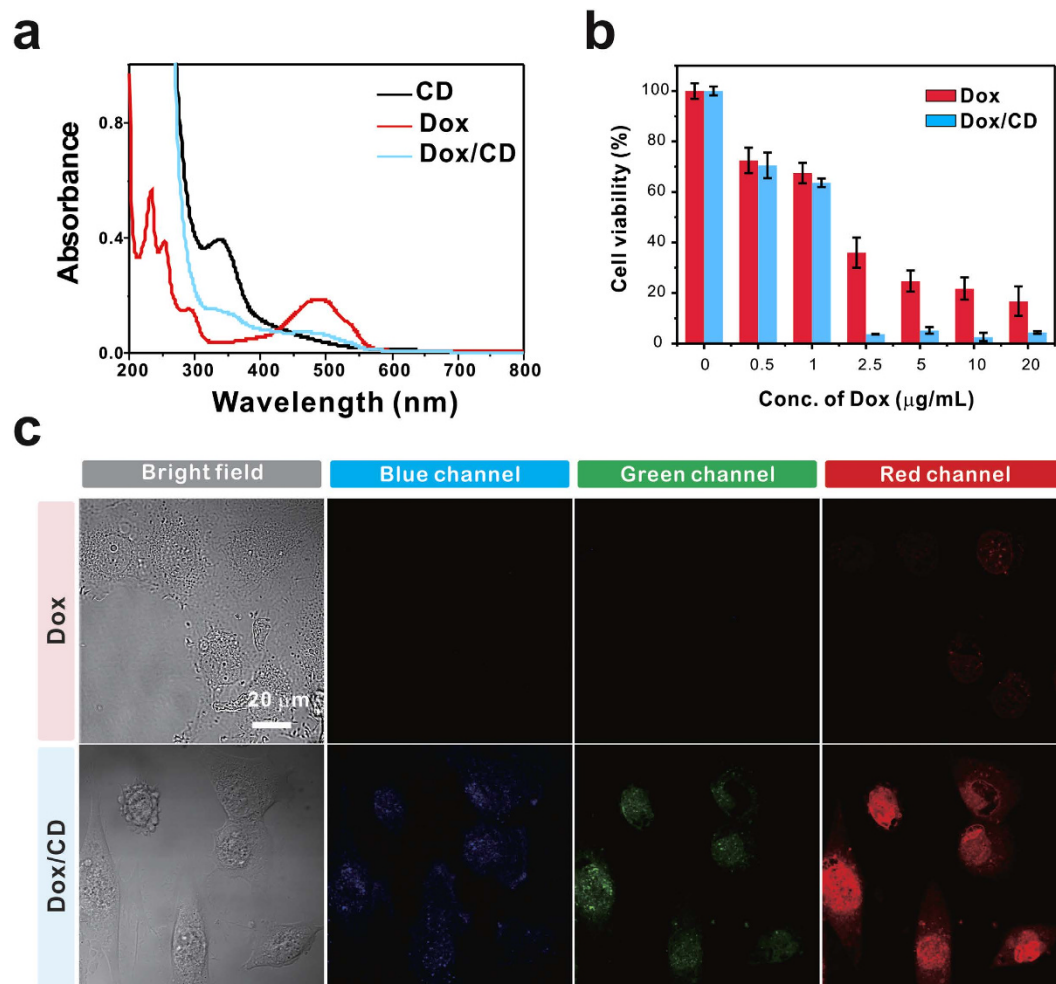 a
Absorbance
0.8
0.4
0.0
200 300 400 500 600 700 800
Wavelength (nm)
CD
Dox
Dox/CD
b
Cell viability (%)
100
80
60
40
20
0
0 0.5 1 2.5 5 10 20
Conc. of Dox (μg/mL)
Dox
Dox/CD
c
Bright field Blue channel Green channel Red channel
Dox
20 μm
Dox/CD